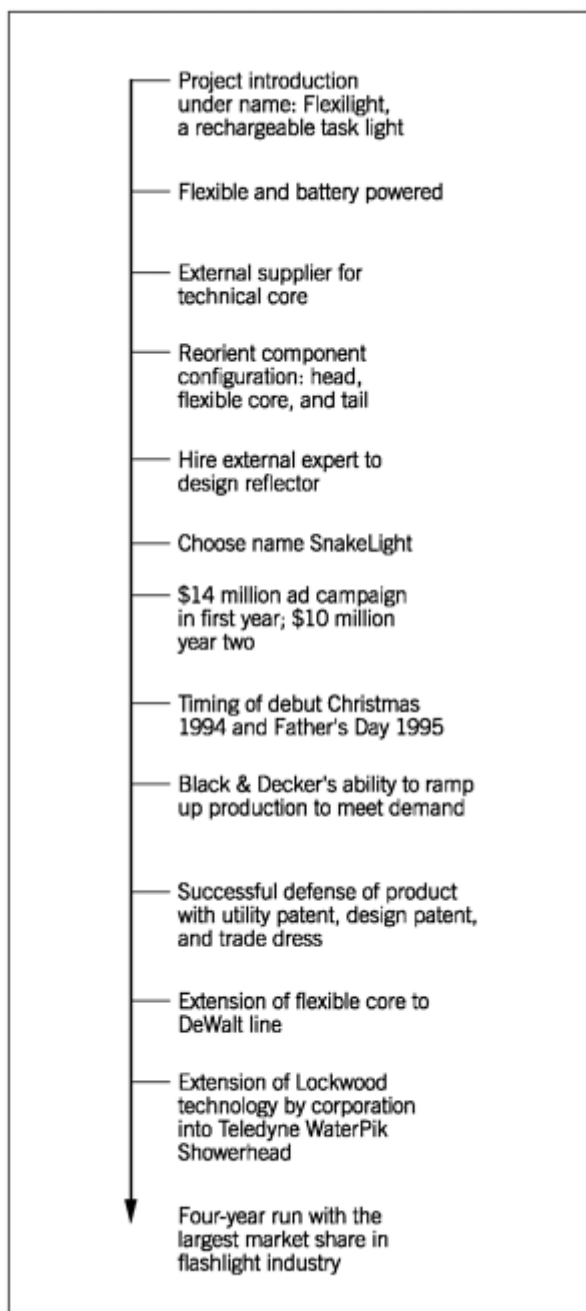 Project introduction
under name: Flexilight,
a rechargeable task light
Flexible and battery powered
External supplier for
technical core
Reorient component
configuration: head,
flexible core, and tail
Hire external expert to
design reflector
Choose name SnakeLight
$14 million ad campaign
in first year; $10 million
year two
Timing of debut Christmas
1994 and Father's Day 1995
Black & Decker's ability to ramp
up production to meet demand
Successful defense of product
with utility patent, design patent,
and trade dress
Extension of flexible core to
DeWalt line
Extension of Lockwood
technology by corporation
into Teledyne WaterPik
Showerhead
Four-year run with the
largest market share in
flashlight industry